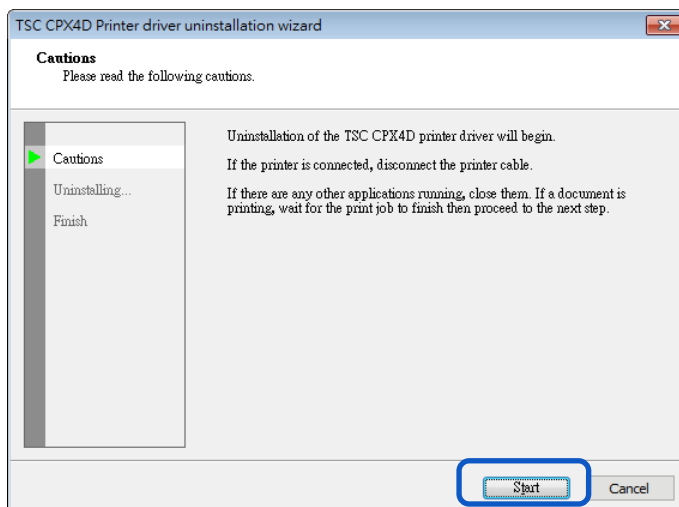 TSC CPX4D Printer driver uninstallation wizard
Cautions
Please read the following cautions.
Cautions
Uninstalling...
Finish
Uninstallation of the TSC CPX4D printer driver will begin.
If the printer is connected, disconnect the printer cable.
If there are any other applications running, close them. If a document is
printing, wait for the print job to finish then proceed to the next step.
Start
Cancel